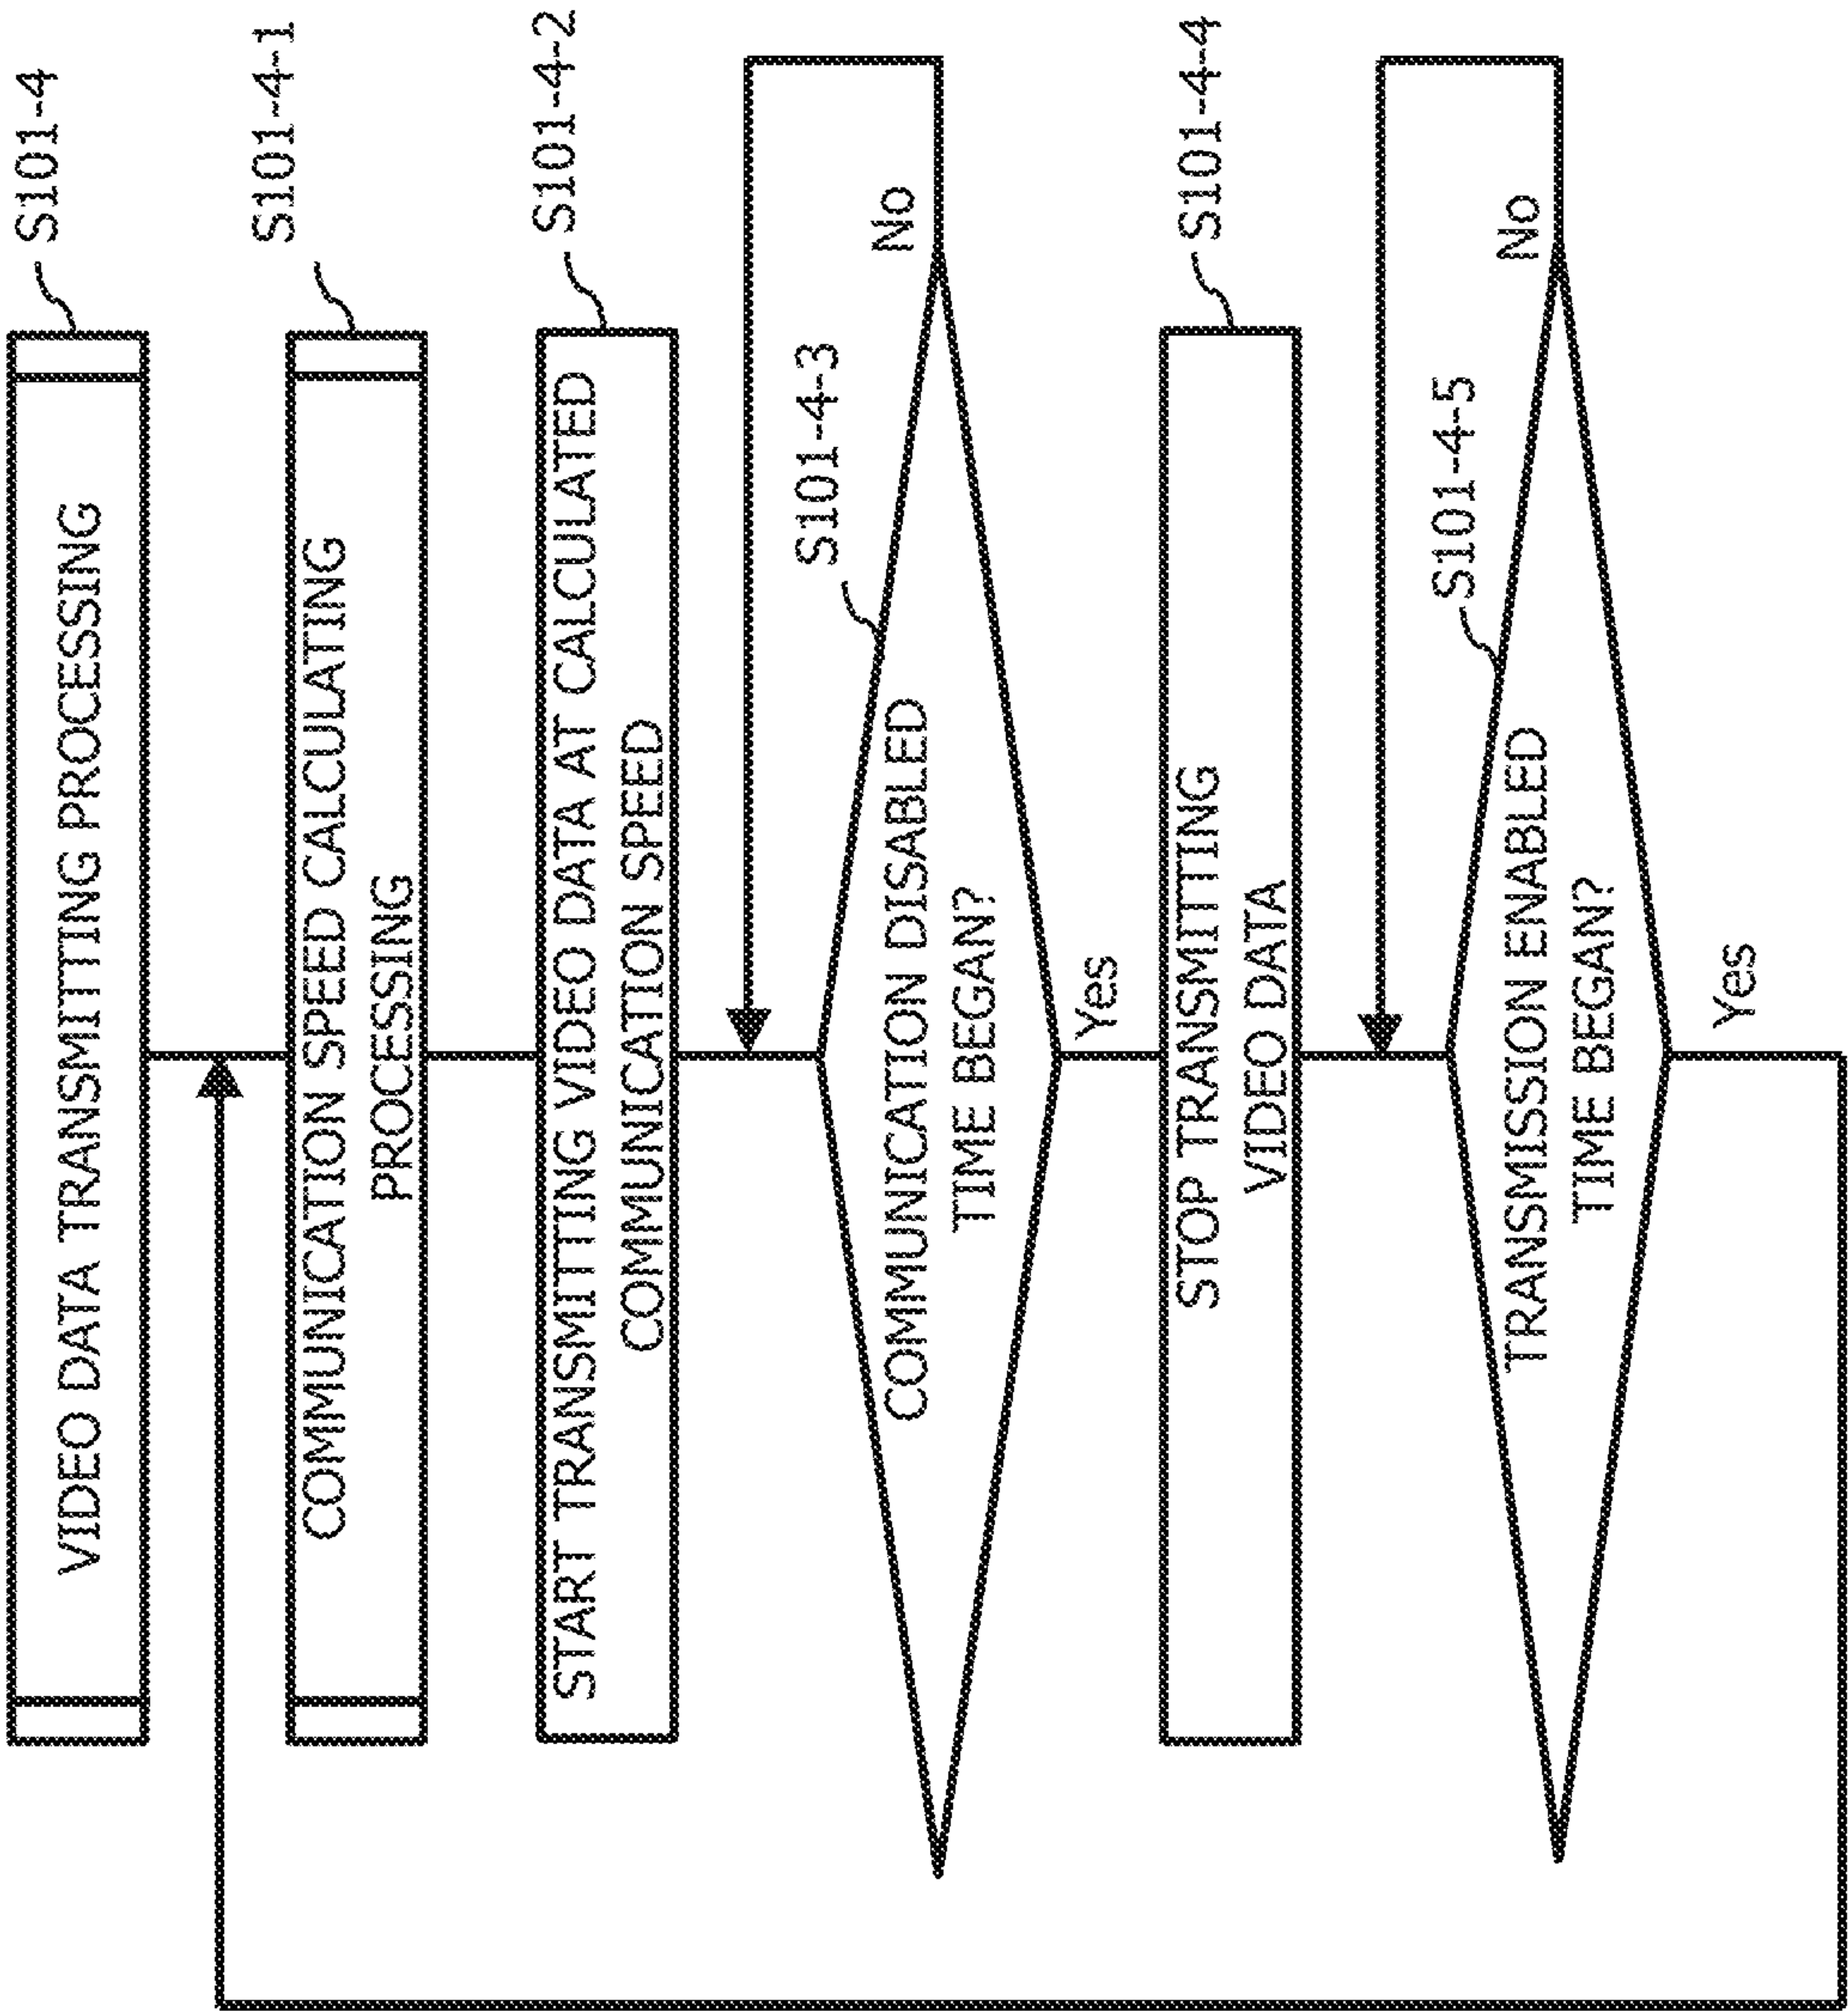 VIDEO DATA TRANSMITTING PROCESSING
S101-4
COMMUNICATION SPEED CALCULATING
PROCESSING
S101-4-1
START TRANSMITTING VIDEO DATA AT CALCULATED
COMMUNICATION SPEED
S101-4-2
S101-4-3
COMMUNICATION DISABLED
TIME BEGAN?
No
Yes
STOP TRANSMITTING
VIDEO DATA
S101-4-4
S101-4-5
TRANSMISSION ENABLED
TIME BEGAN?
No
Yes